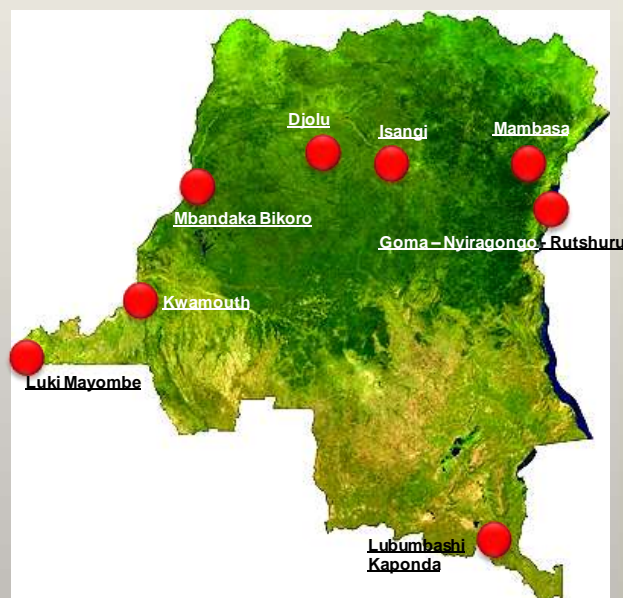 Djolu
Isangi
Mambasa
Mbandaka Bikoro
Goma – Nyiragongo - Rutshuru
Kwamouth
Luki Mayombe
Lubumbashi
Kaponda